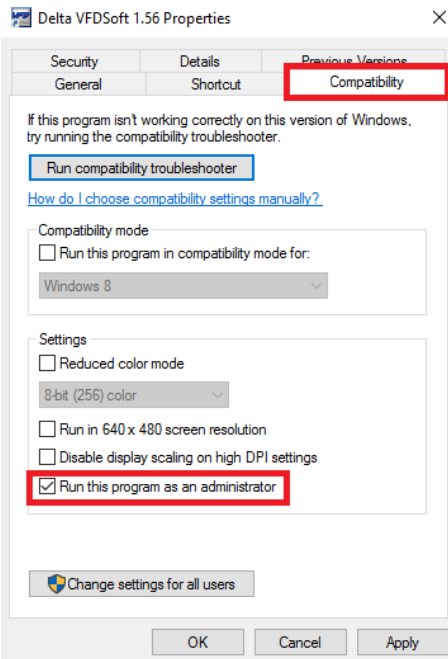 Delta VFDSoft 1.56 Properties
Security Details Previous Versions
General Shortcut Compatibility
If this program isn't working correctly on this version of Windows,
try running the compatibility troubleshooter.
Run compatibility troubleshooter
How do I choose compatibility settings manually?
Compatibility mode
Run this program in compatibility mode for:
Windows 8
Settings
Reduced color mode
8-bit (256) color
Run in 640 x 480 screen resolution
Disable display scaling on high DPI settings
Run this program as an administrator
Change settings for all users
OK Cancel Apply